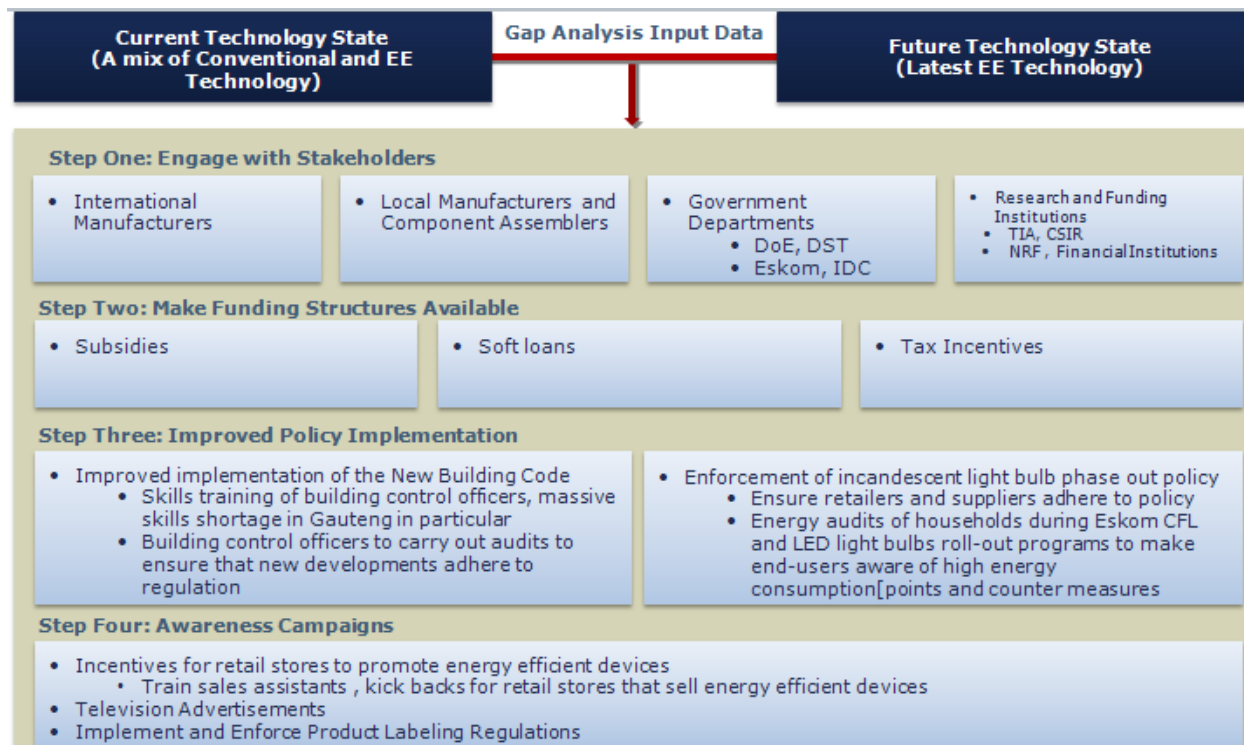 Current Technology State
(A mix of Conventional and EE
Technology)
Gap Analysis Input Data
Future Technology State
(Latest EE Technology)
Step One: Engage with Stakeholders
• International
Manufacturers
• Local Manufacturers and
Component Assemblers
• Government
Departments
• DoE, DST
• Eskom, IDC
• Research and Funding
Institutions
• TIA, CSIR
• NRF , Financial Institutions
Step Two: Make Funding Structures Available
• Subsidies
• Soft loans
• Tax Incentives
Step Three: Improved Policy Implementation
• Improved implementation of the New Building Code
• Skills training of building control officers, massive
skills shortage in Gauteng in particular
• Building control officers to carry out audits to
ensure that new developments adhere to
regulation
• Enforcement of incandescent light bulb phase out policy
• Ensure retailers and suppliers adhere to policy
• Energy audits of households during Eskom CFL
and LED light bulbs roll-out programs to make
end-users aware of high energy
consumption[points and counter measures
Step Four: Awareness Campaigns
• Incentives for retail stores to promote energy efficient devices
• Train sales assistants , kick backs for retail stores that sell energy efficient devices
• Television Advertisements
• Implement and Enforce Product Labeling Regulations